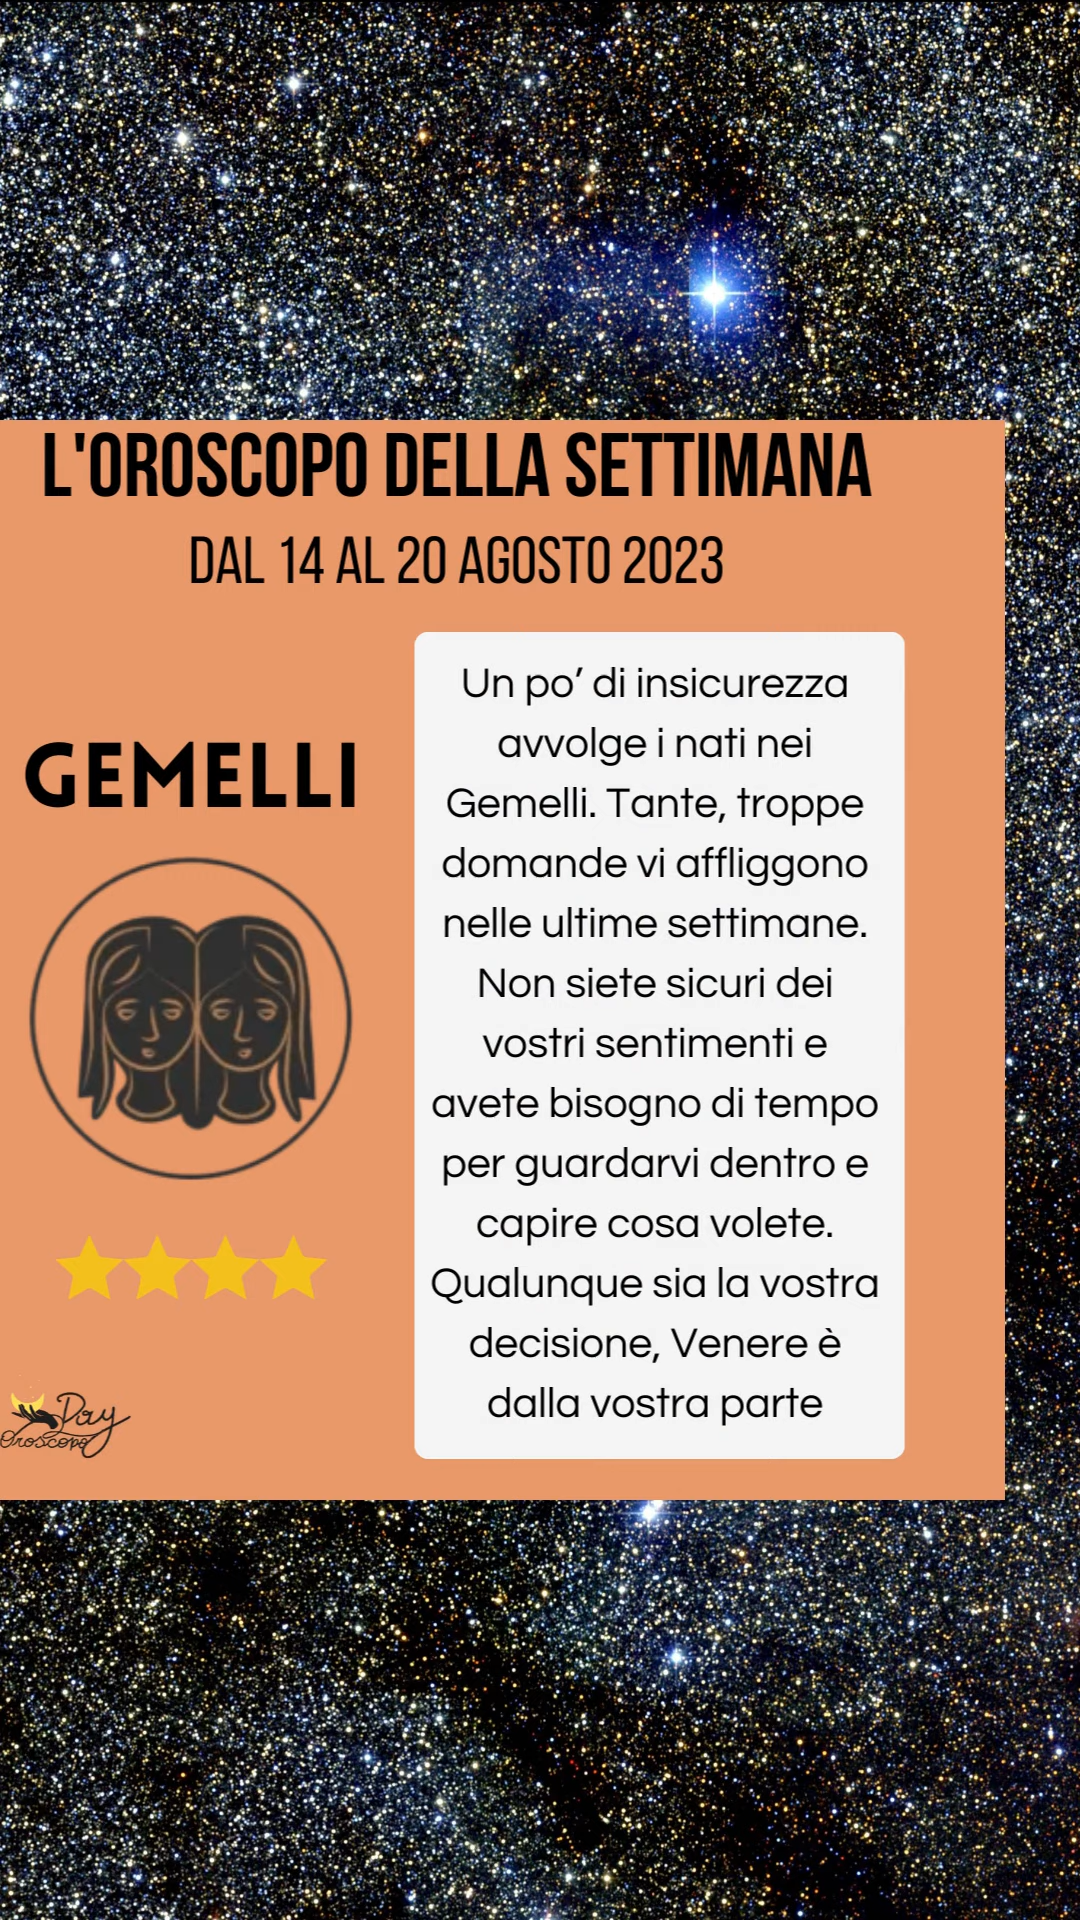 L'OROSCOPO DELLA SETTIMANA
DAL 14 AL 20 AGOSTO 2023
GEMELLI
Un po’ di insicurezza
avvolge i nati nei
Gemelli. Tante, troppe
domande vi affliggono
nelle ultime settimane.
Non siete sicuri dei
vostri sentimenti e
avete bisogno di tempo
per guardarvi dentro e
capire cosa volete.
Qualunque sia la vostra
decisione, Venere è
dalla vostra parte
Day
Oroscopo